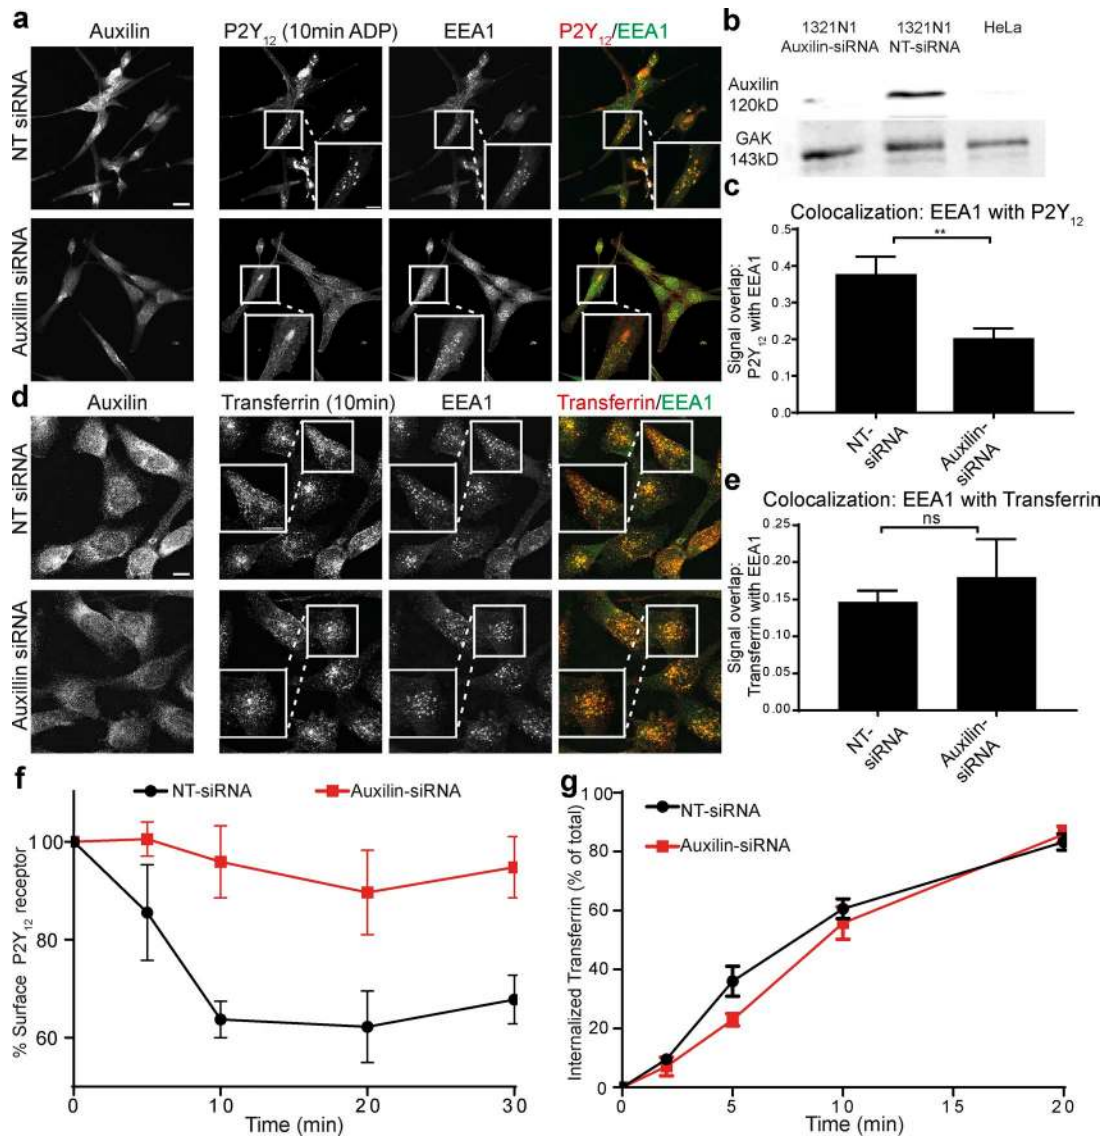 a
Auxilin
P2Y12 (10min ADP)
EEA1
P2Y12/EEA1
NT siRNA
Auxilin siRNA
b
1321N1
Auxilin-siRNA
1321N1
NT-siRNA
HeLa
Auxilin
120kD
GAK
143kD
c
Colocalization: EEA1 with P2Y12
**
Signal overlap:
P2Y12 with EEA1
0.5
0.4
0.3
0.2
0.1
0.0
NT-
siRNA
Auxilin-
siRNA
d
Auxilin
Transferrin (10min)
EEA1
Transferrin/EEA1
NT siRNA
Auxilin siRNA
e
Colocalization: EEA1 with Transferrin
ns
Signal overlap:
Transferrin with EEA1
0.25
0.20
0.15
0.10
0.05
0.00
NT-
siRNA
Auxilin-
siRNA
f
NT-siRNA
Auxilin-siRNA
% Surface P2Y12 receptor
100
80
60
0 10 20 30
Time (min)
g
NT-siRNA
Auxilin-siRNA
Internalized Transferrin (% of total)
100
80
60
40
20
0
0 5 10 15 20
Time (min)